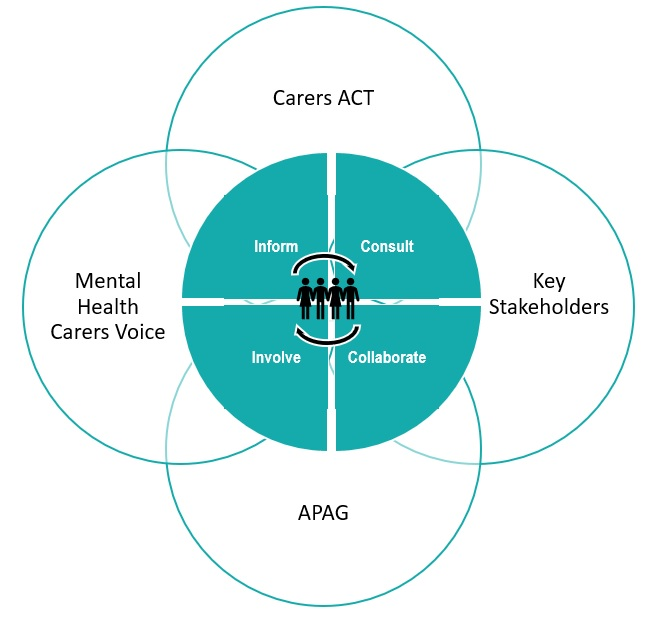 Carers ACT
Inform
Consult
Mental
Health
Carers Voice
Key
Stakeholders
Involve
Collaborate
APAG